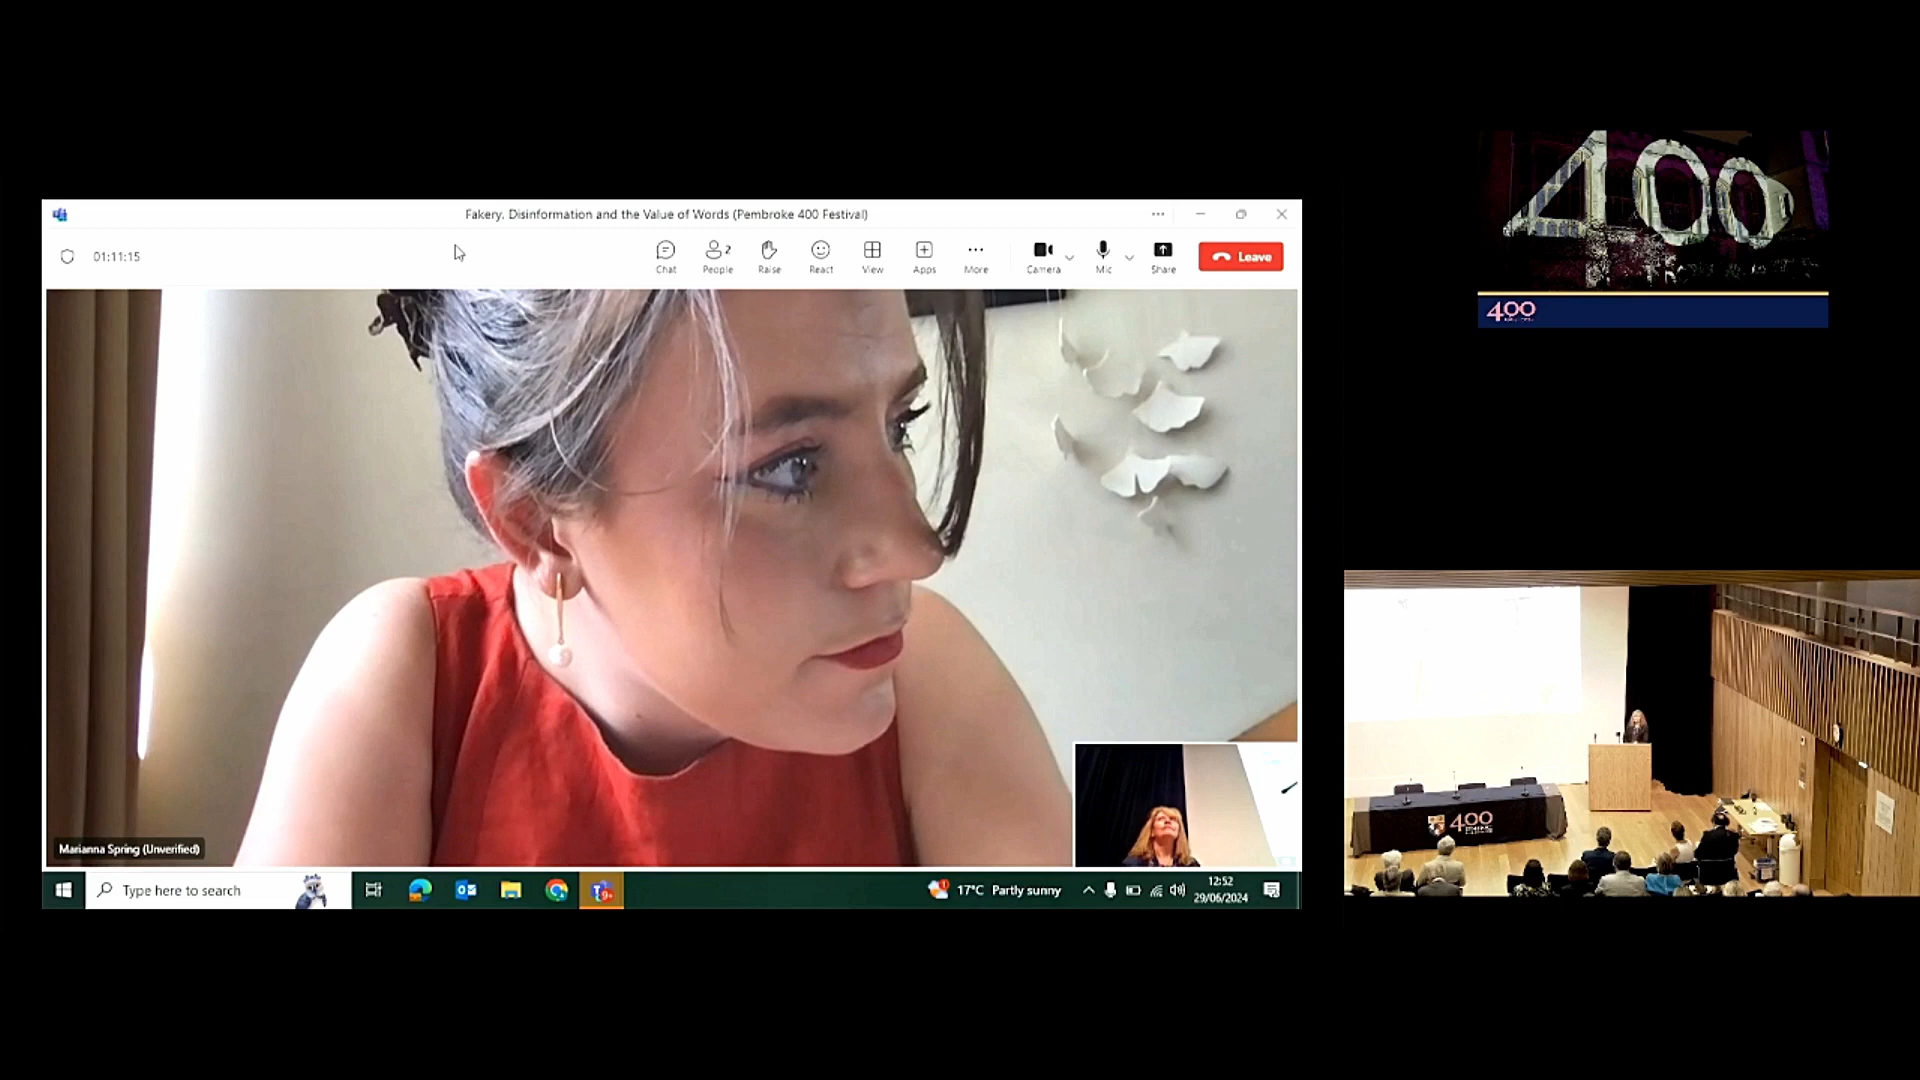 Fakery, Disinformation and the Value of Words (Pembroke 400 Festival)
01:11:15
Chat
2
People
Raise
React
View
Apps
More
Camera
Mic
Share
Leave
Marianna Spring (Unverified)
Type here to search
17°C Partly sunny
12:52
29/06/2024
400
400
400